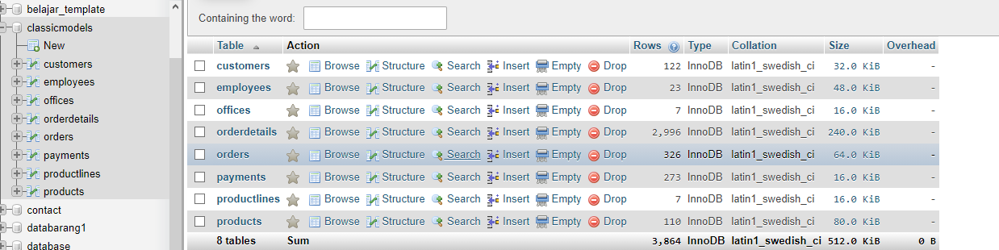 belajar_template
classicmodels
New
customers
employees
offices
orderdetails
orders
payments
productlines
products
contact
databarang1
database
Containing the word:
Table Action Rows Type Collation Size Overhead
customers Browse Structure Search Insert Empty Drop 122 InnoDB latin1_swedish_ci 32.0 KiB -
employees Browse Structure Search Insert Empty Drop 23 InnoDB latin1_swedish_ci 48.0 KiB -
offices Browse Structure Search Insert Empty Drop 7 InnoDB latin1_swedish_ci 16.0 KiB -
orderdetails Browse Structure Search Insert Empty Drop 2,996 InnoDB latin1_swedish_ci 240.0 KiB -
orders Browse Structure Search Insert Empty Drop 326 InnoDB latin1_swedish_ci 64.0 KiB -
payments Browse Structure Search Insert Empty Drop 273 InnoDB latin1_swedish_ci 16.0 KiB -
productlines Browse Structure Search Insert Empty Drop 7 InnoDB latin1_swedish_ci 16.0 KiB -
products Browse Structure Search Insert Empty Drop 110 InnoDB latin1_swedish_ci 80.0 KiB -
8 tables Sum 3,864 InnoDB latin1_swedish_ci 512.0 KiB 0 B